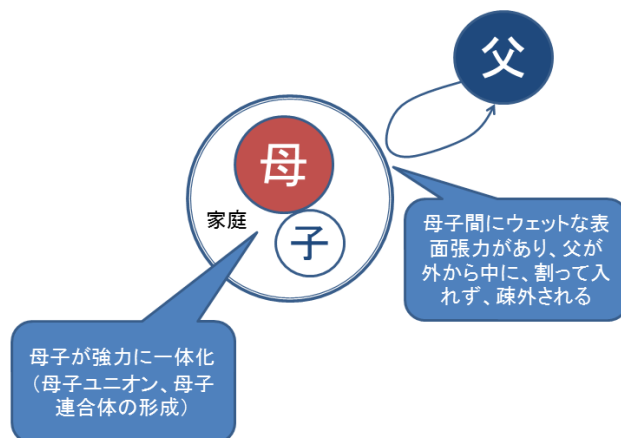 父
母
家庭
子
母子間にウェットな表
面張力があり、父が
外から中に、割って入
れず、疎外される
母子が強力に一体化
（母子ユニオン、母子
連合体の形成）